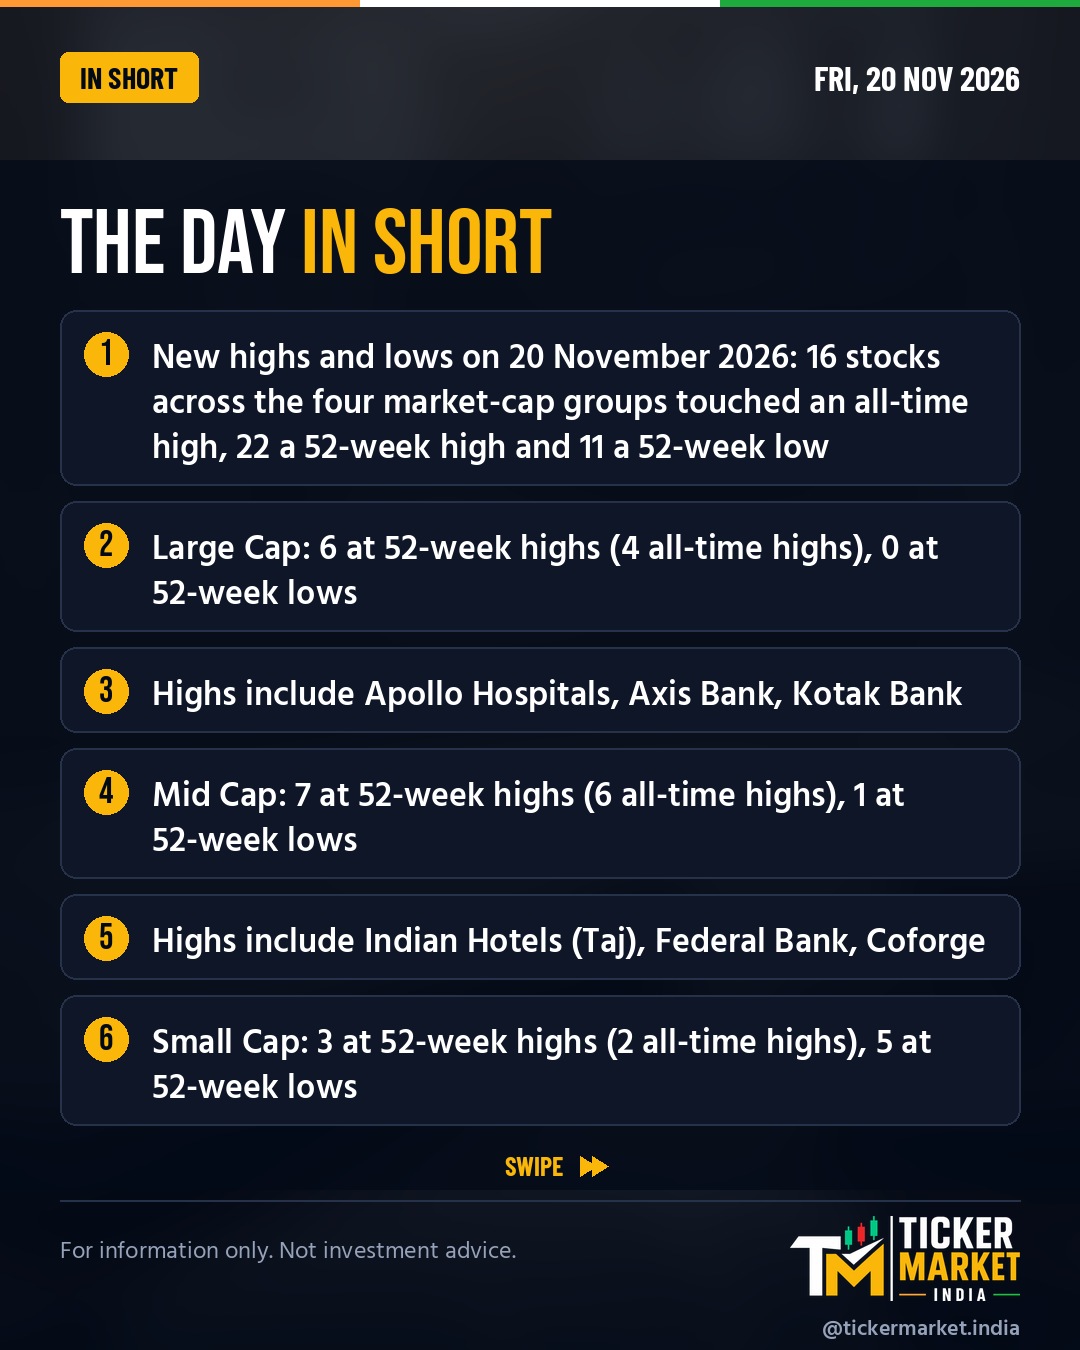 IN SHORT
FRI, 20 NOV 2026
THE DAY IN SHORT
1
New highs and lows on 20 November 2026: 16 stocks
across the four market-cap groups touched an all-time
high, 22 a 52-week high and 11 a 52-week low
2
Large Cap: 6 at 52-week highs (4 all-time highs), 0 at
52-week lows
3
Highs include Apollo Hospitals, Axis Bank, Kotak Bank
4
Mid Cap: 7 at 52-week highs (6 all-time highs), 1 at
52-week lows
5
Highs include Indian Hotels (Taj), Federal Bank, Coforge
6
Small Cap: 3 at 52-week highs (2 all-time highs), 5 at
52-week lows
SWIPE
For information only. Not investment advice.
TM
TICKER
MARKET
INDIA
@tickermarket.india